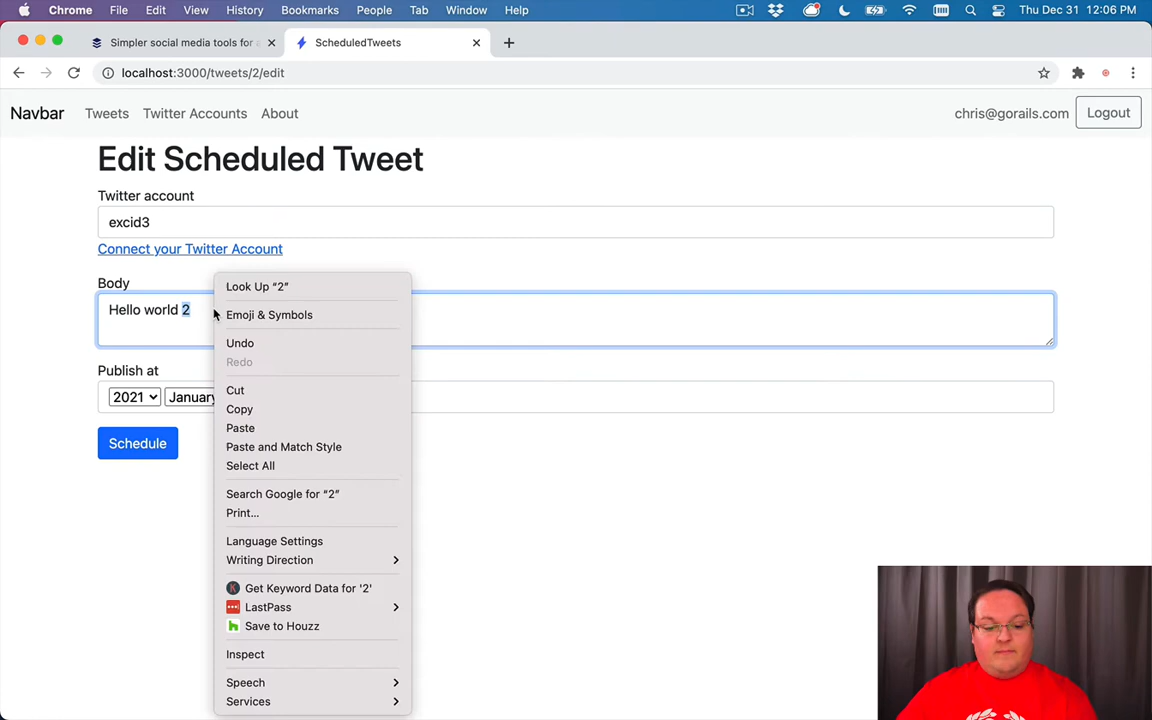 Chrome File Edit View History Bookmarks People Tab Window Help Thu Dec 31 12:06 PM
Simpler social media tools for
ScheduledTweets
localhost:3000/tweets/2/edit
Navbar Tweets Twitter Accounts About chris@gorails.com Logout
Edit Scheduled Tweet
Twitter account
excid3
Connect your Twitter Account
Body
Hello world 2
Publish at
2021 January
Schedule
Look Up “2”
Emoji & Symbols
Undo
Redo
Cut
Copy
Paste
Paste and Match Style
Select All
Search Google for “2”
Print...
Language Settings
Writing Direction
Get Keyword Data for '2'
LastPass
Save to Houzz
Inspect
Speech
Services